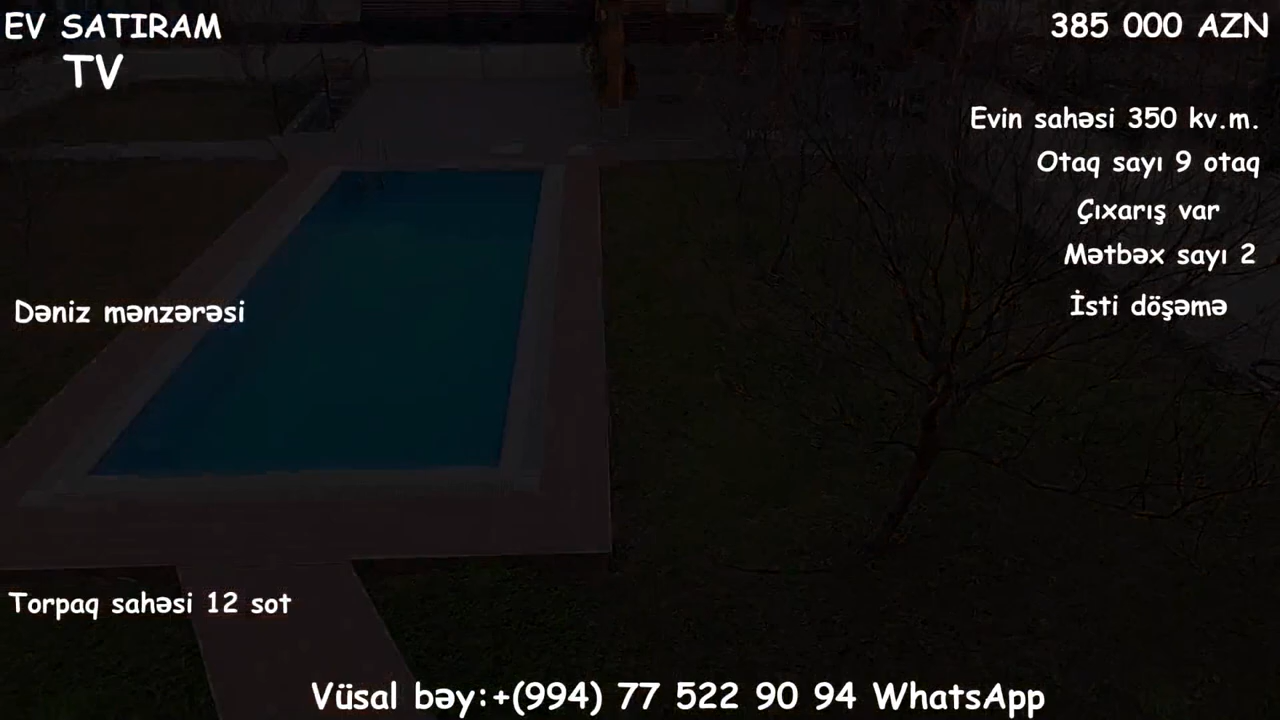 EV SATIRAM
TV
385 000 AZN
Evin sahəsi 350 kv.m.
Otaq sayı 9 otaq
Çıxarış var
Mətbəx sayı 2
İsti döşəmə
Dəniz mənzərəsi
Torpaq sahəsi 12 sot
Vüsal bəy:+(994) 77 522 90 94 WhatsApp